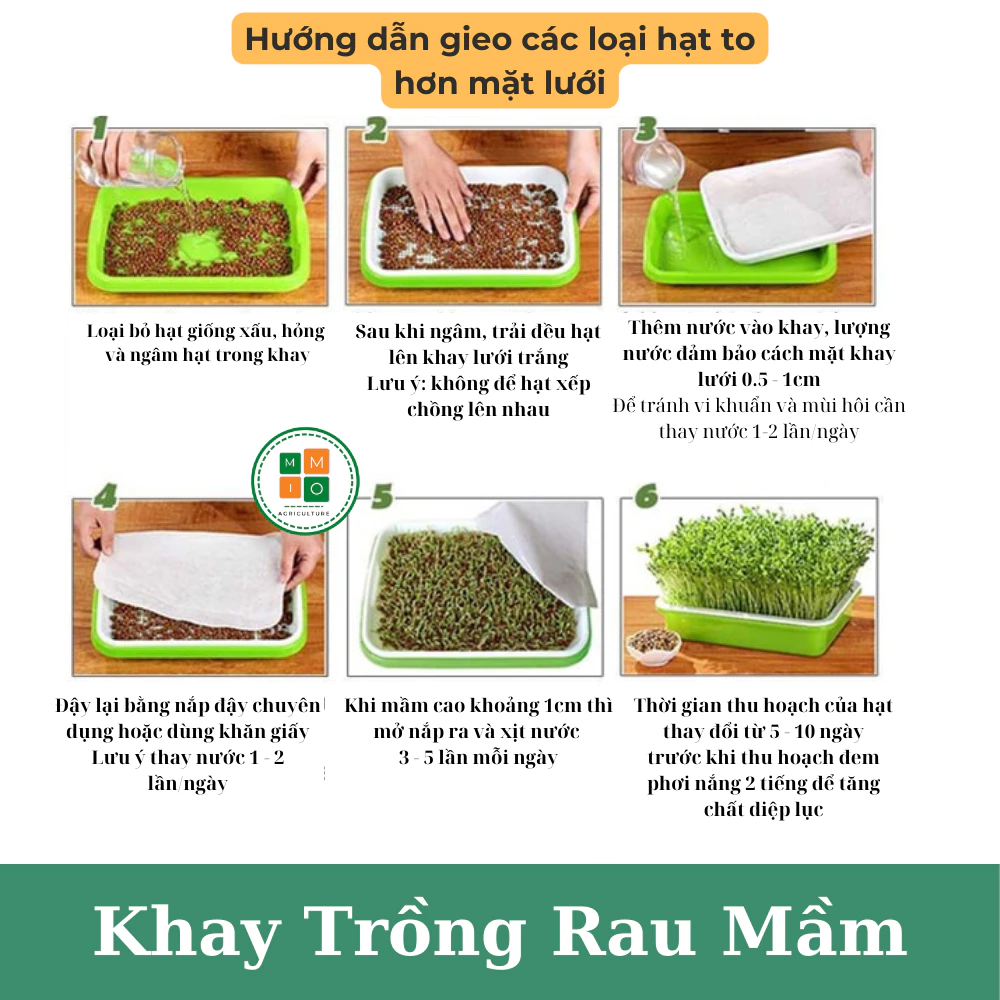 Hướng dẫn gieo các loại hạt to
hơn mặt lưới
1
2
3
Loại bỏ hạt giống xấu, hỏng
và ngâm hạt trong khay
Sau khi ngâm, trải đều hạt
lên khay lưới trắng
Lưu ý: không để hạt xếp
chồng lên nhau
Thêm nước vào khay, lượng
nước đảm bảo cách mặt khay
lưới 0.5 - 1cm
Để tránh vi khuẩn và mùi hôi cần
thay nước 1-2 lần/ngày
M M
I O
AGRICULTURE
4
5
6
Dậy lại bằng nắp dậy chuyên
dụng hoặc dùng khăn giấy
Lưu ý thay nước 1 - 2
lần/ngày
Khi mầm cao khoảng 1cm thì
mở nắp ra và xịt nước
3 - 5 lần mỗi ngày
Thời gian thu hoạch của hạt
thay đổi từ 5 - 10 ngày
trước khi thu hoạch đem
phơi nắng 2 tiếng để tăng
chất diệp lục
Khay Trồng Rau Mầm